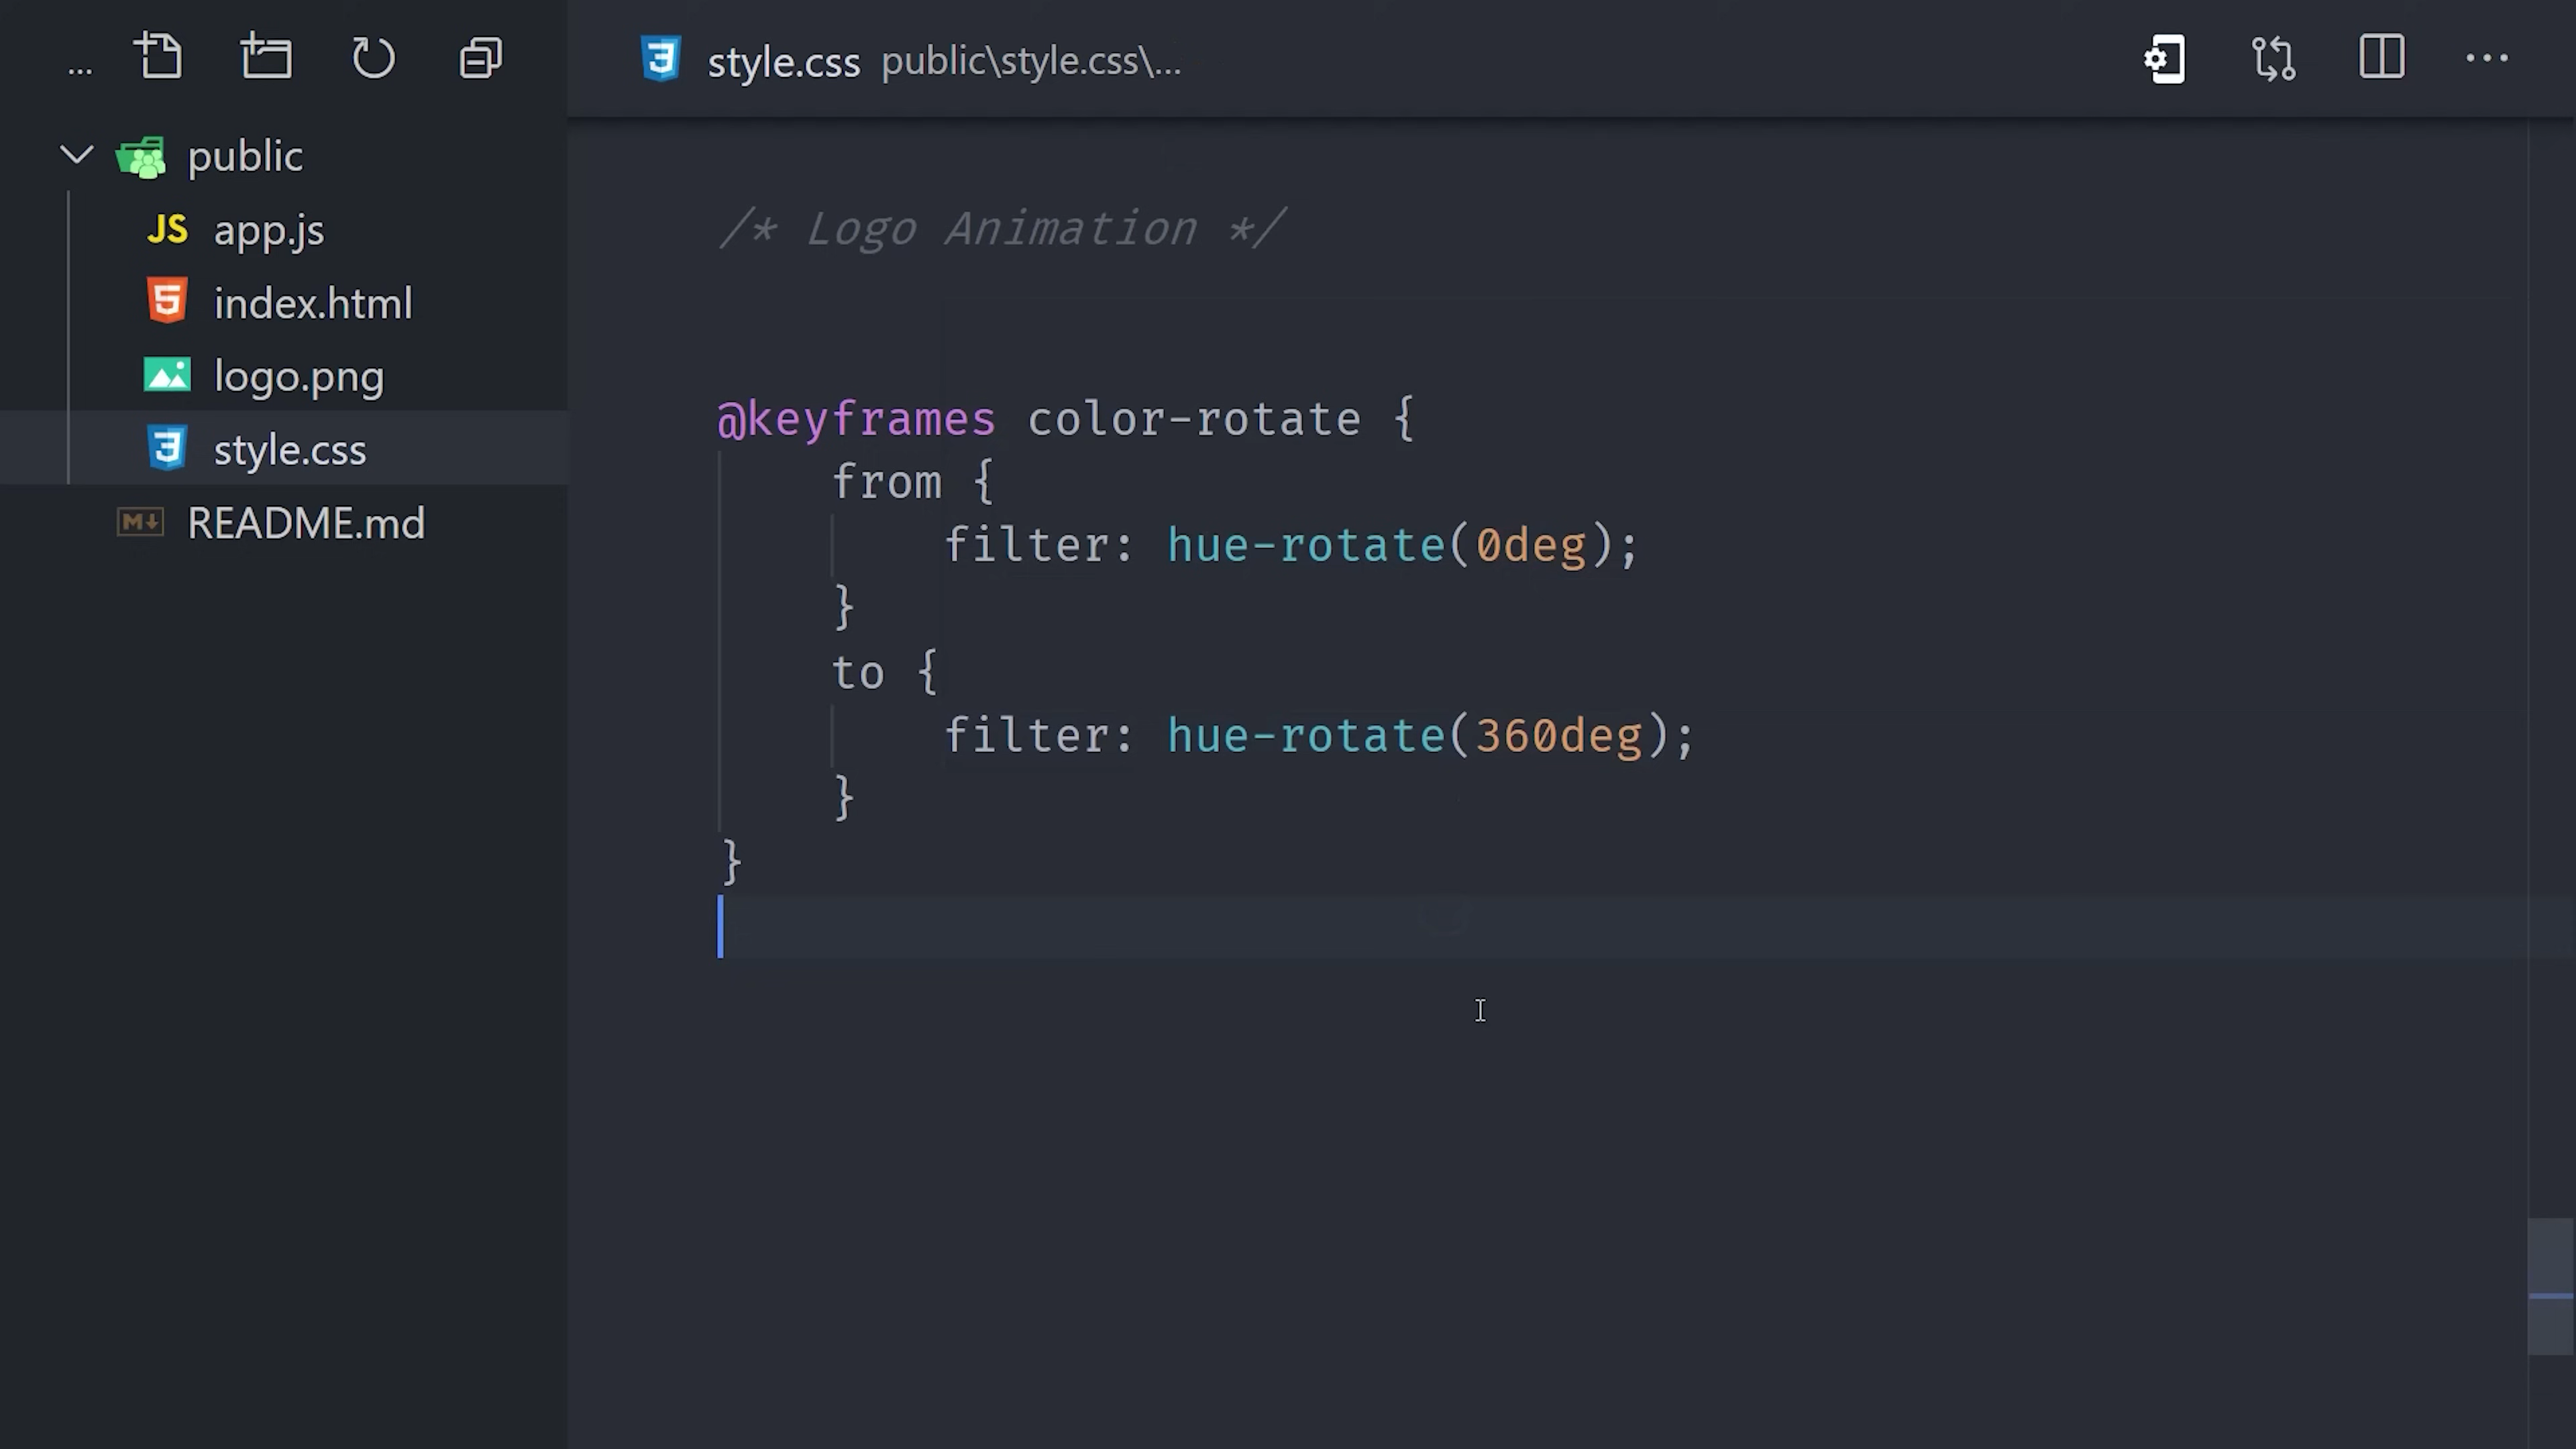 ...
public
JS app.js
index.html
logo.png
style.css
M↓ README.md
style.css public\style.css\...
/* Logo Animation */
@keyframes color-rotate {
from {
filter: hue-rotate(0deg);
}
to {
filter: hue-rotate(360deg);
}
}